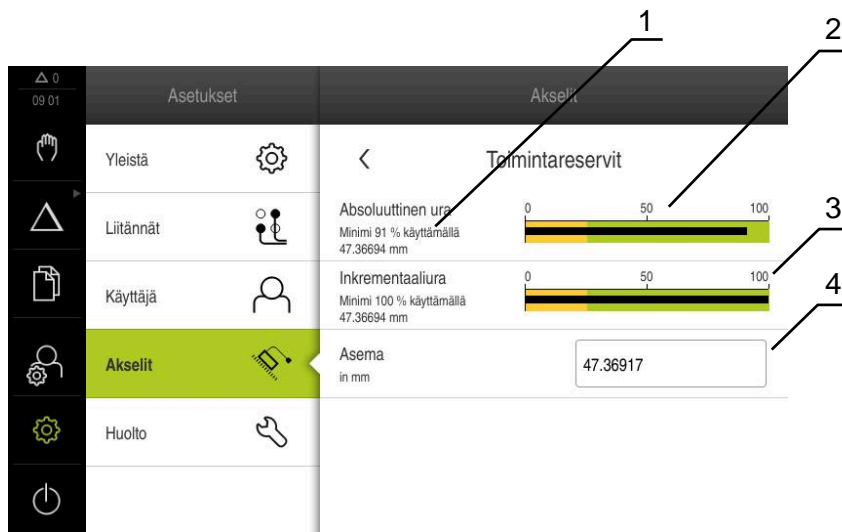 1
2
△ 0
09 01
Asetukset
Akselit
Yleistä
Toimintareservit
Absoluuttinen ura
Minimi 91 % käyttämällä
47.36694 mm
0 50 100
3
Liitännät
Inkrementaaliura
Minimi 100 % käyttämällä
47.36694 mm
0 50 100
4
Käyttäjä
Akselit
Asema
in mm
47.36917
Huolto